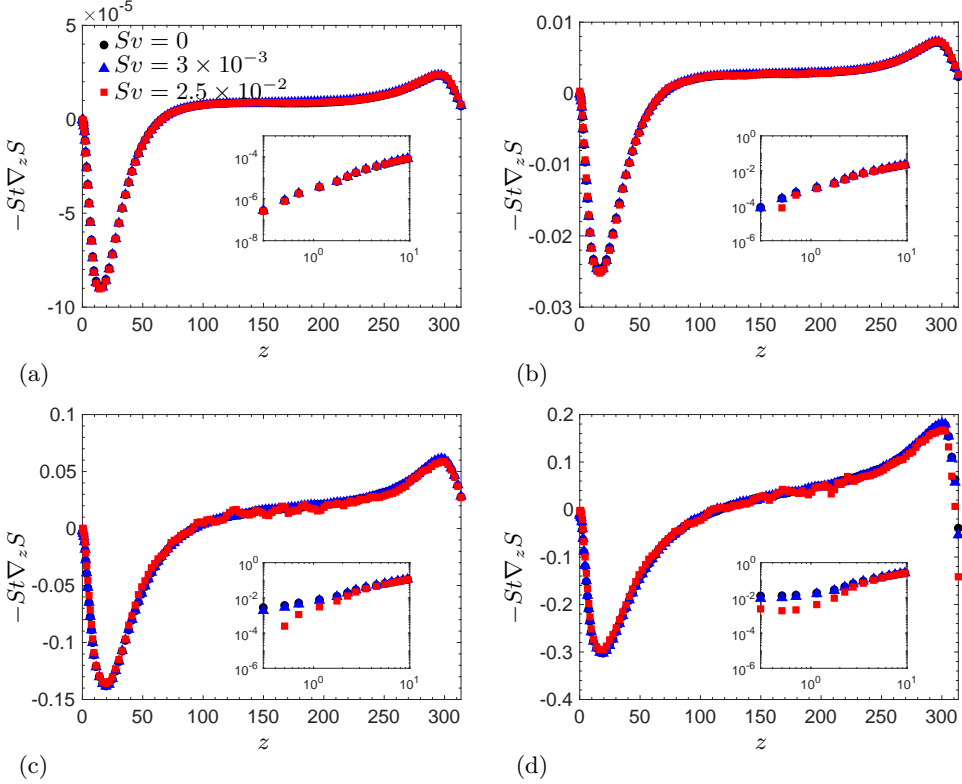 ×10⁻⁵
5
0
-5
-10
0 50 100 150 200 250 300
−St∇_zS
z
● Sv = 0
▲ Sv = 3 × 10⁻³
■ Sv = 2.5 × 10⁻²
10⁻⁴
10⁻⁶
10⁻⁸
10⁰ 10¹
(a)
0.01
0
-0.01
-0.02
-0.03
0 50 100 150 200 250 300
−St∇_zS
z
10⁰
10⁻²
10⁻⁴
10⁻⁶
10⁰ 10¹
(b)
0.1
0.05
0
-0.05
-0.1
-0.15
0 50 100 150 200 250 300
−St∇_zS
z
10⁰
10⁻²
10⁻⁴
10⁻⁶
10⁰ 10¹
(c)
0.2
0.1
0
-0.1
-0.2
-0.3
-0.4
0 50 100 150 200 250 300
−St∇_zS
z
10⁰
10⁻²
10⁻⁴
10⁻⁶
10⁰ 10¹
(d)